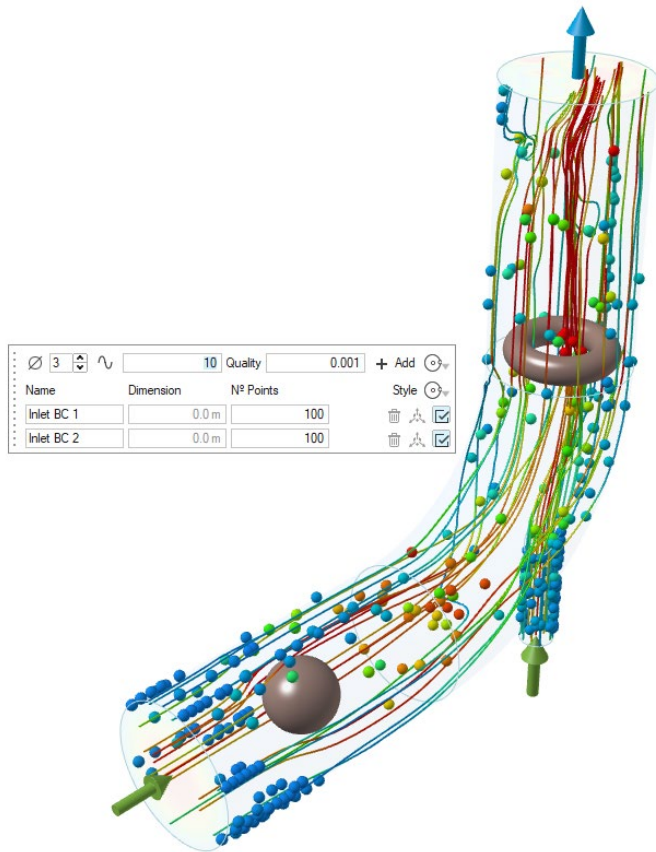 Ø 3 10 Quality 0.001 + Add
Name Dimension Nº Points Style
Inlet BC 1 0.0 m 100
Inlet BC 2 0.0 m 100